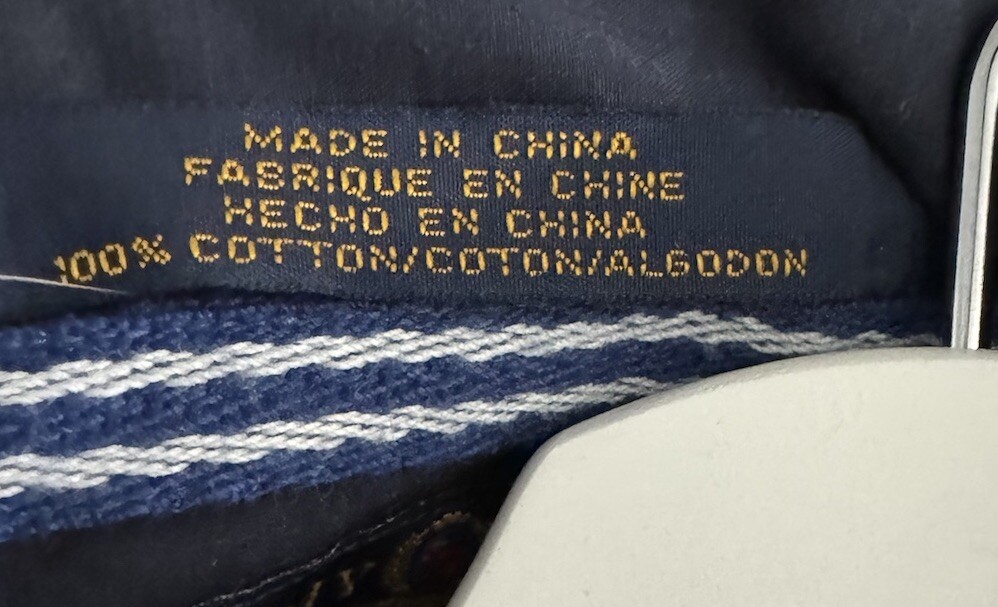 MADE IN CHINA
FABRIQUE EN CHINE
HECHO EN CHINA
100% COTTON/COTON/ALGODON